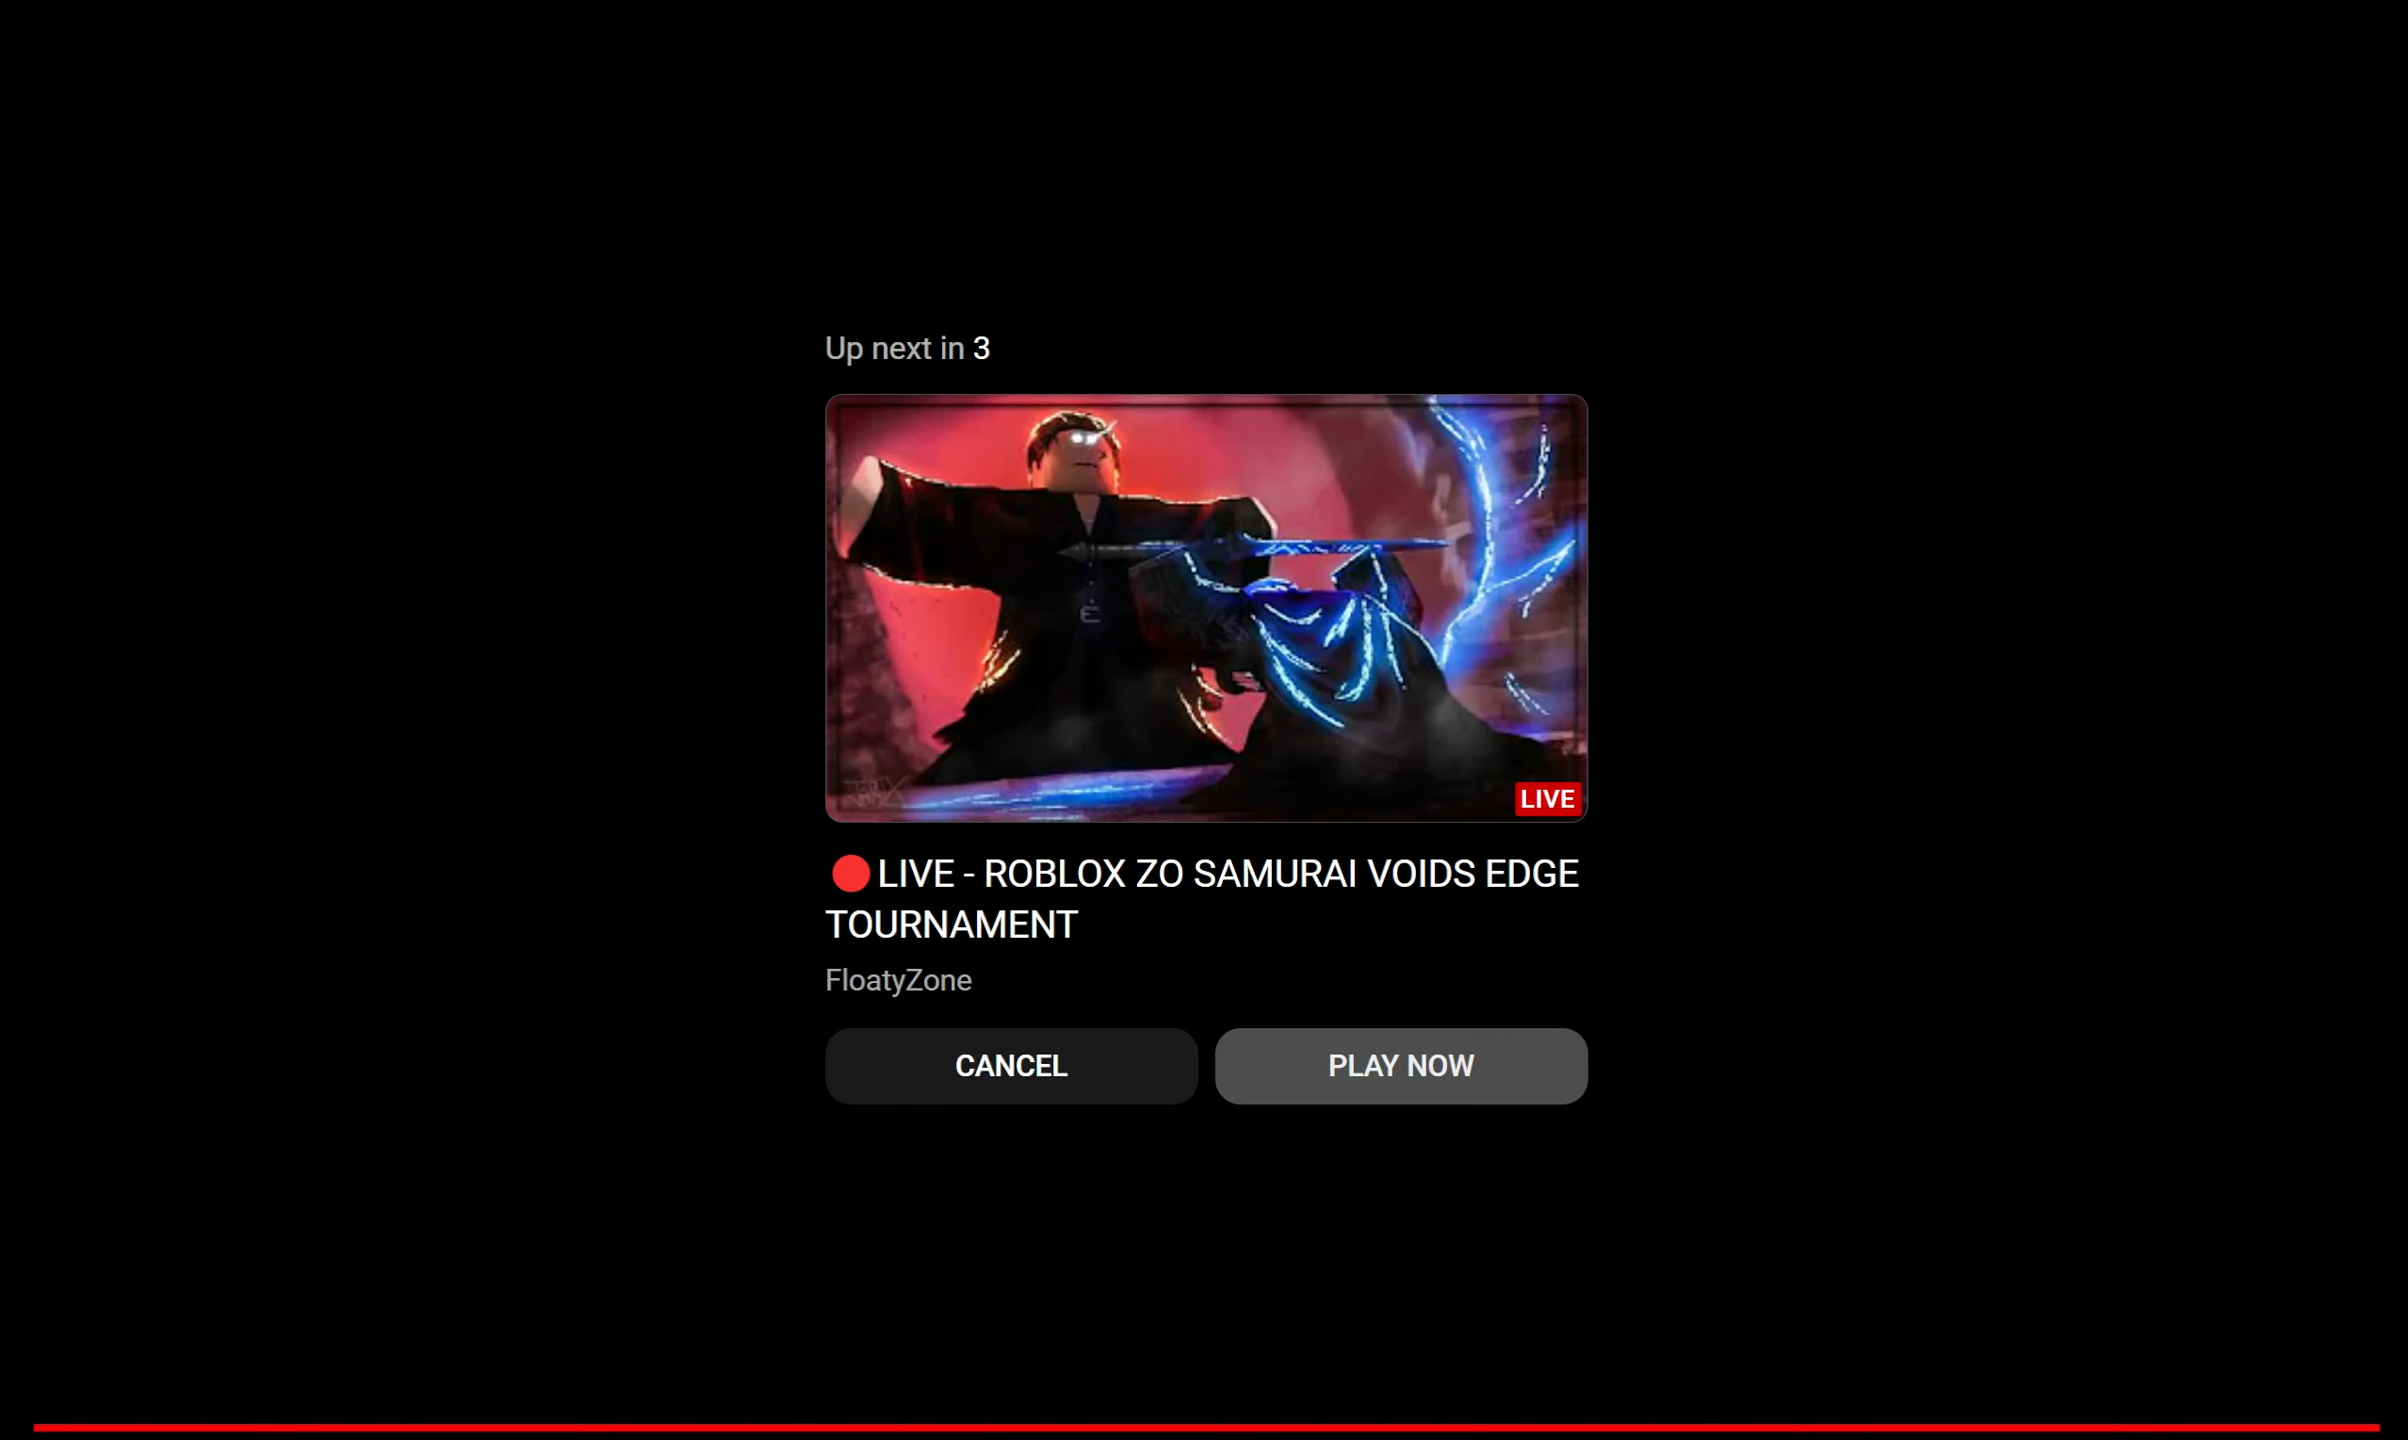 Up next in 3
LIVE
🔴LIVE - ROBLOX ZO SAMURAI VOIDS EDGE
TOURNAMENT
FloatyZone
CANCEL
PLAY NOW